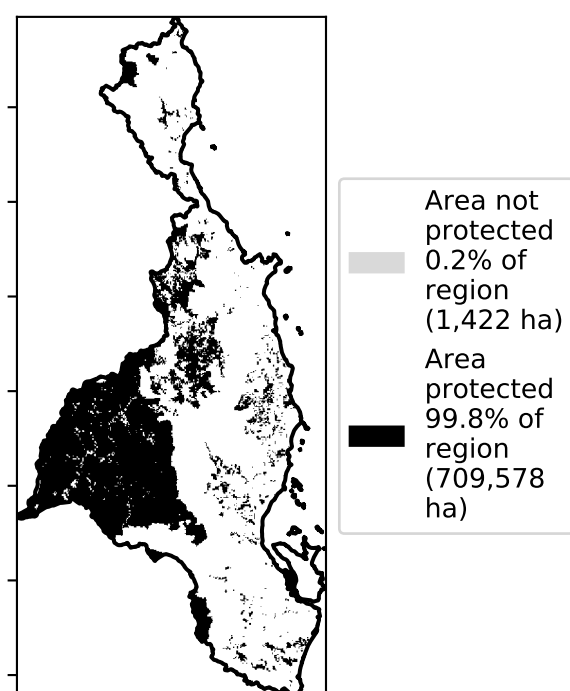 Area not
protected
0.2% of
region
(1,422 ha)
Area
protected
99.8% of
region
(709,578
ha)